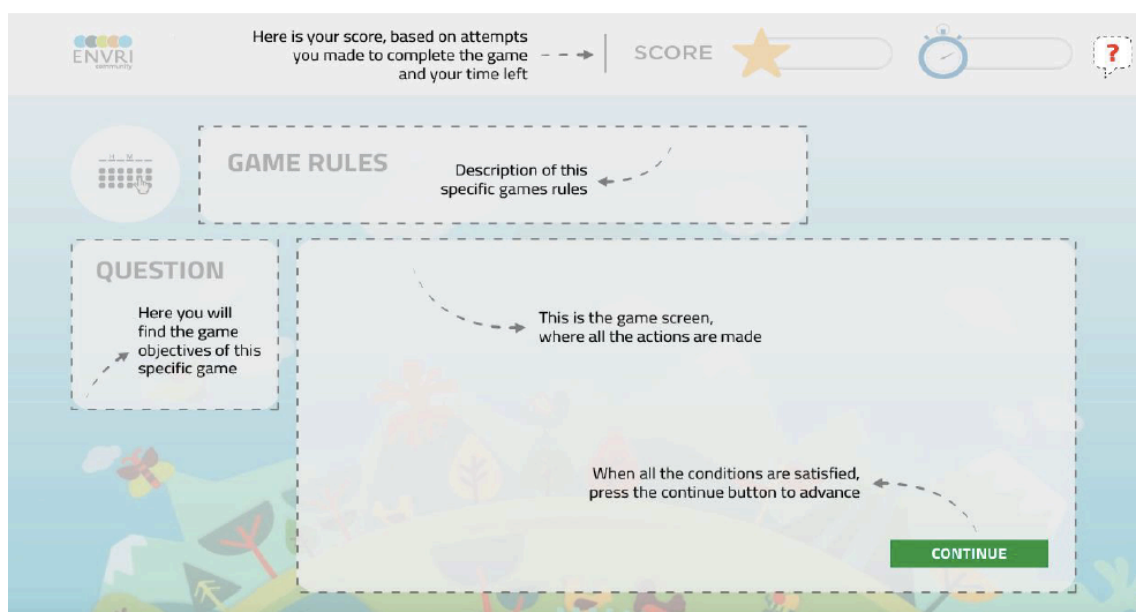 ENVRI
community
Here is your score, based on attempts
you made to complete the game
and your time left
SCORE
?
GAME RULES
Description of this
specific games rules
QUESTION
Here you will
find the game
objectives of this
specific game
This is the game screen,
where all the actions are made
When all the conditions are satisfied,
press the continue button to advance
CONTINUE